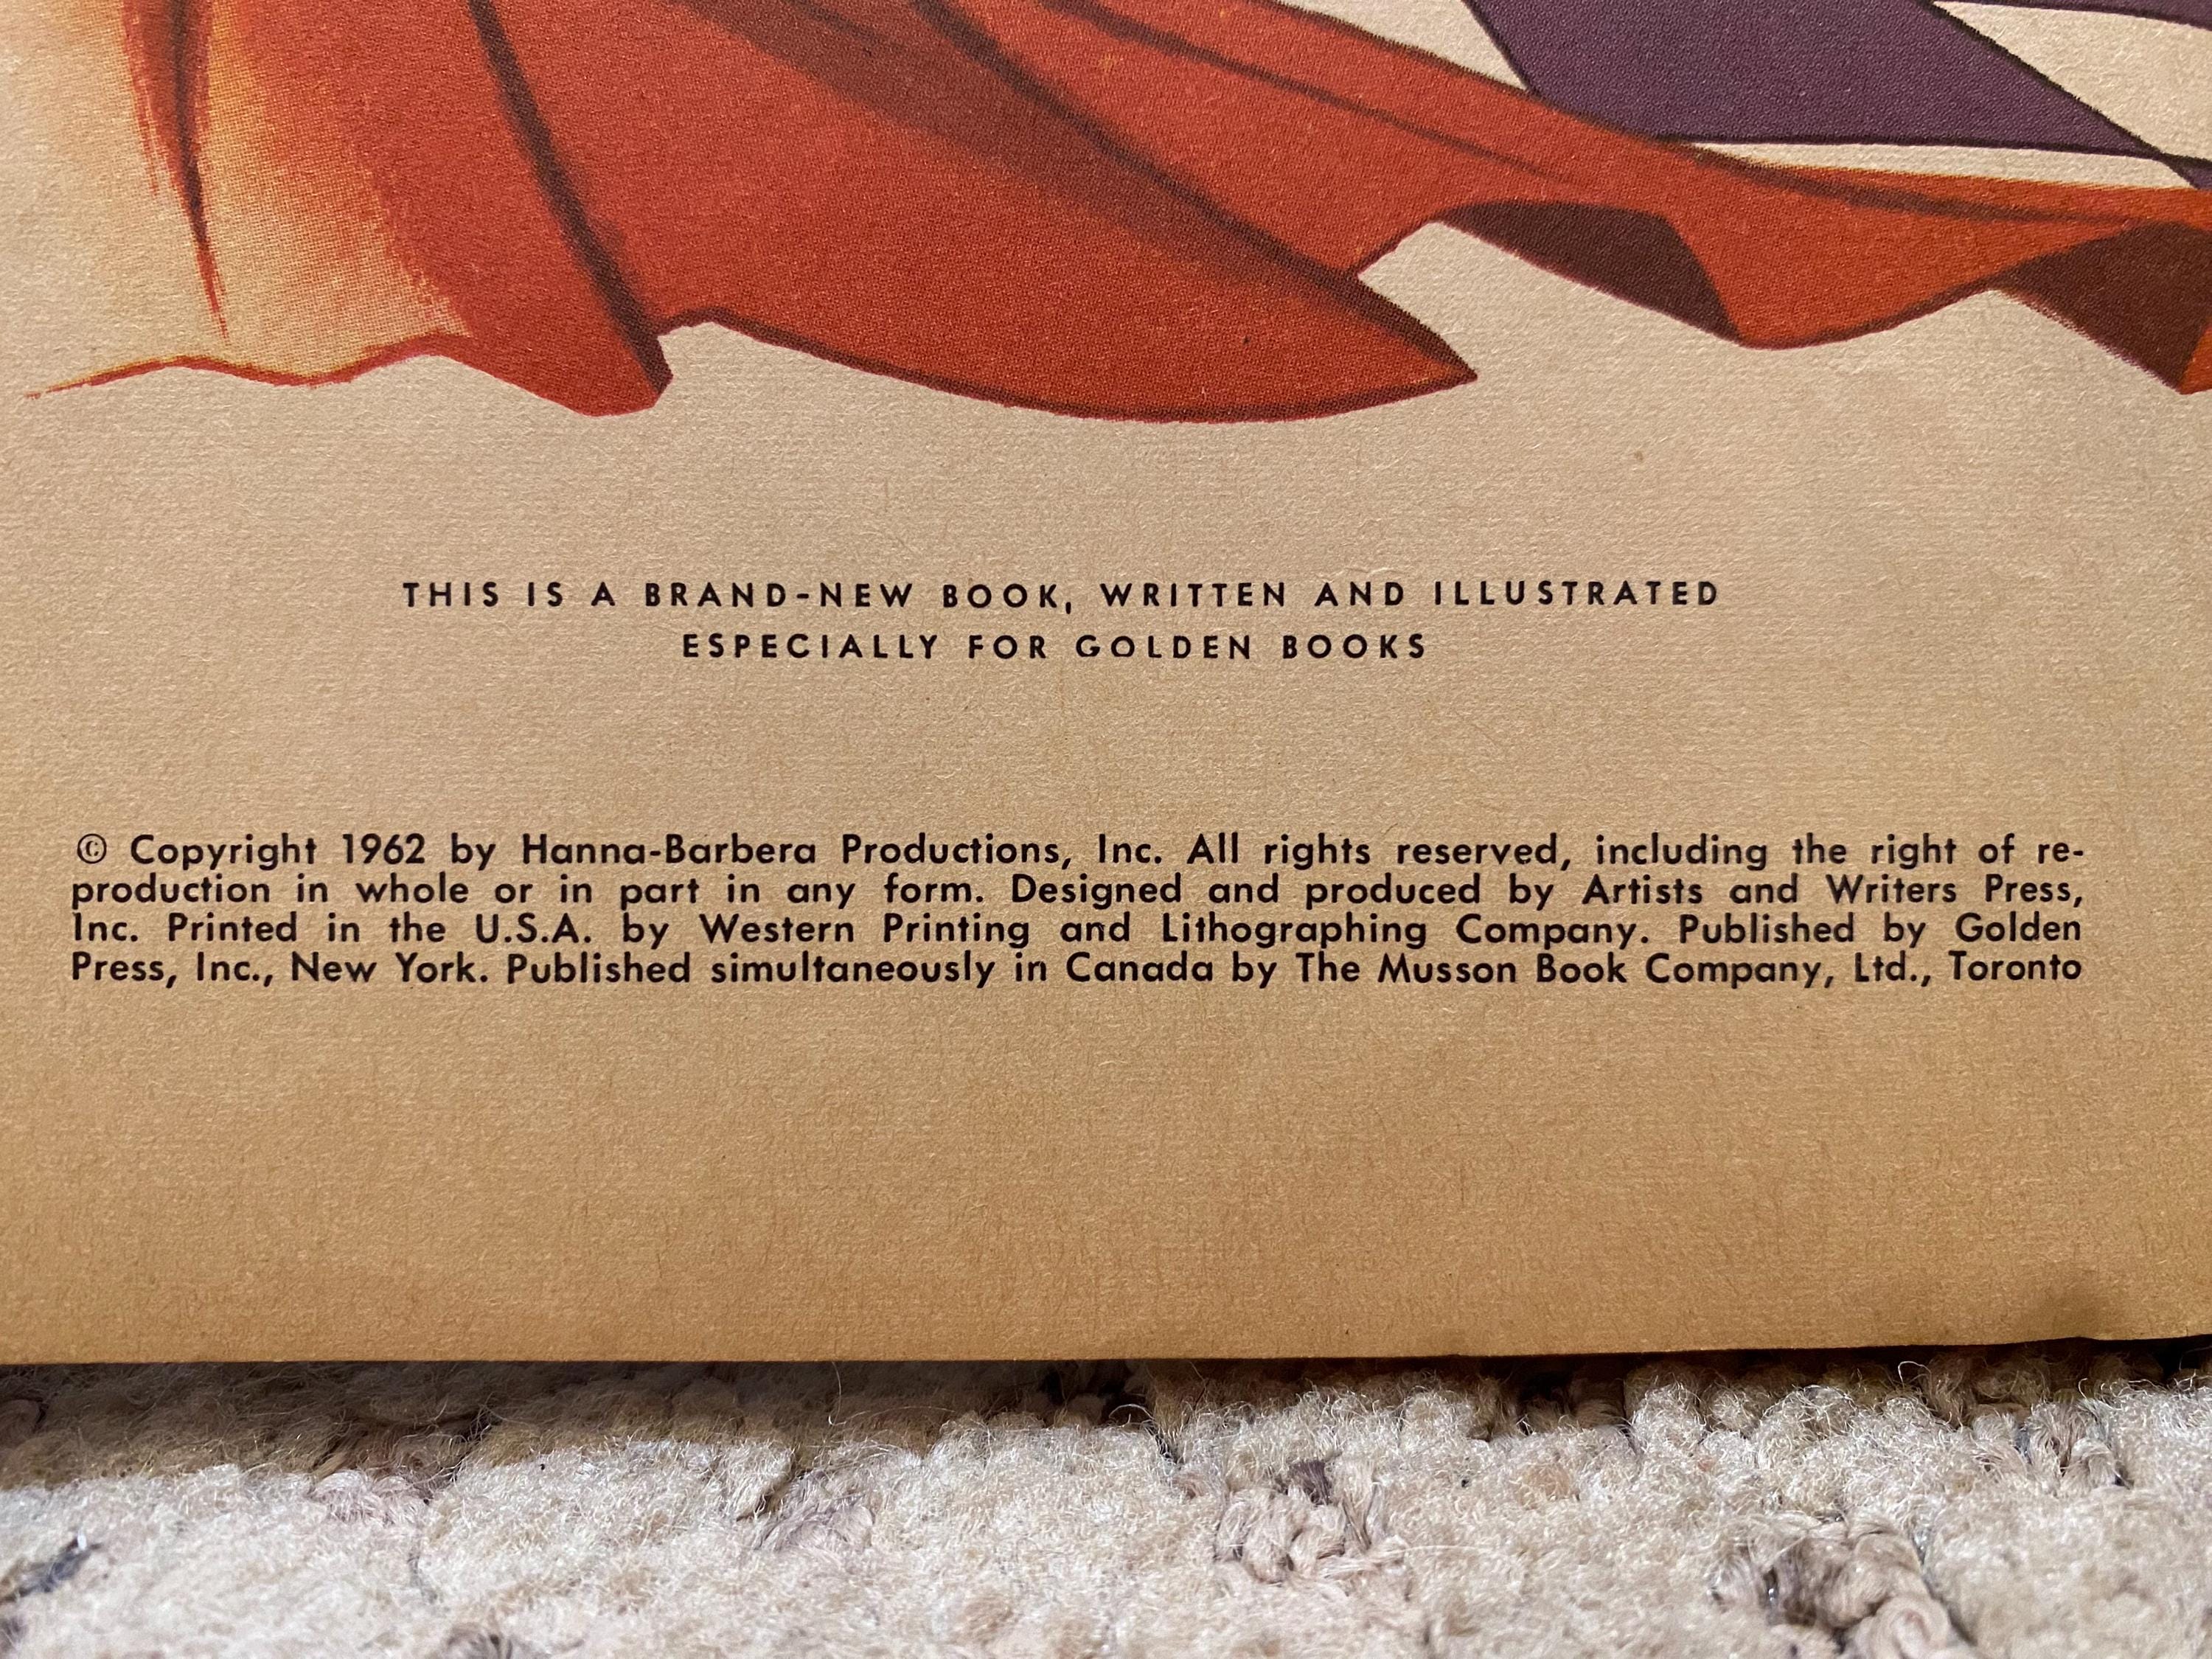 THIS IS A BRAND-NEW BOOK, WRITTEN AND ILLUSTRATED
ESPECIALLY FOR GOLDEN BOOKS
© Copyright 1962 by Hanna-Barbera Productions, Inc. All rights reserved, including the right of re-
production in whole or in part in any form. Designed and produced by Artists and Writers Press,
Inc. Printed in the U.S.A. by Western Printing and Lithographing Company. Published by Golden
Press, Inc., New York. Published simultaneously in Canada by The Musson Book Company, Ltd., Toronto